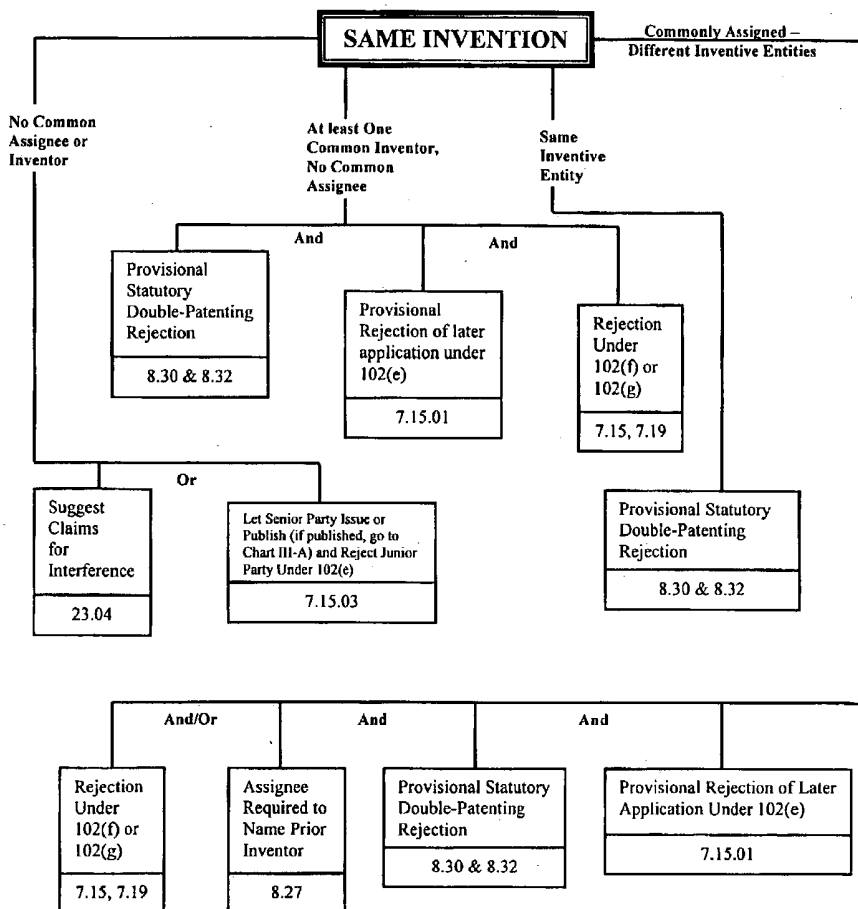 SAME INVENTION
Commonly Assigned –
Different Inventive Entities
No Common
Assignee or
Inventor
At least One
Common Inventor,
No Common
Assignee
Same
Inventive
Entity
And
And
Provisional
Statutory
Double-Patenting
Rejection
8.30 & 8.32
Provisional
Rejection of later
application under
102(e)
7.15.01
Rejection
Under
102(f) or
102(g)
7.15, 7.19
Or
Suggest
Claims
for
Interference
23.04
Let Senior Party Issue or
Publish (if published, go to
Chart III-A) and Reject Junior
Party Under 102(e)
7.15.03
Provisional Statutory
Double-Patenting
Rejection
8.30 & 8.32
And/Or
And
And
Rejection
Under
102(f) or
102(g)
7.15, 7.19
Assignee
Required to
Name Prior
Inventor
8.27
Provisional Statutory
Double-Patenting
Rejection
8.30 & 8.32
Provisional Rejection of Later
Application Under 102(e)
7.15.01